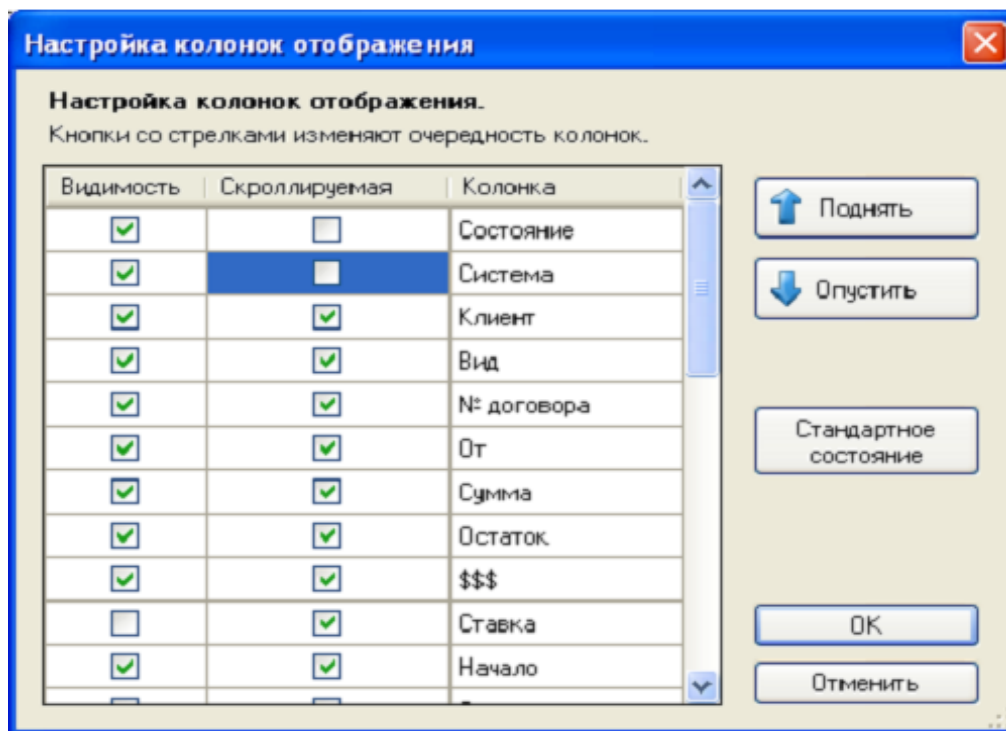 Настройка колонок отображения
Настройка колонок отображения.
Кнопки со стрелками изменяют очередность колонок.
Видимость Скроллируемая Колонка
Состояние
Система
Клиент
Вид
№ договора
От
Сумма
Остаток
$$$
Ставка
Начало
Поднять
Опустить
Стандартное
состояние
OK
Отменить